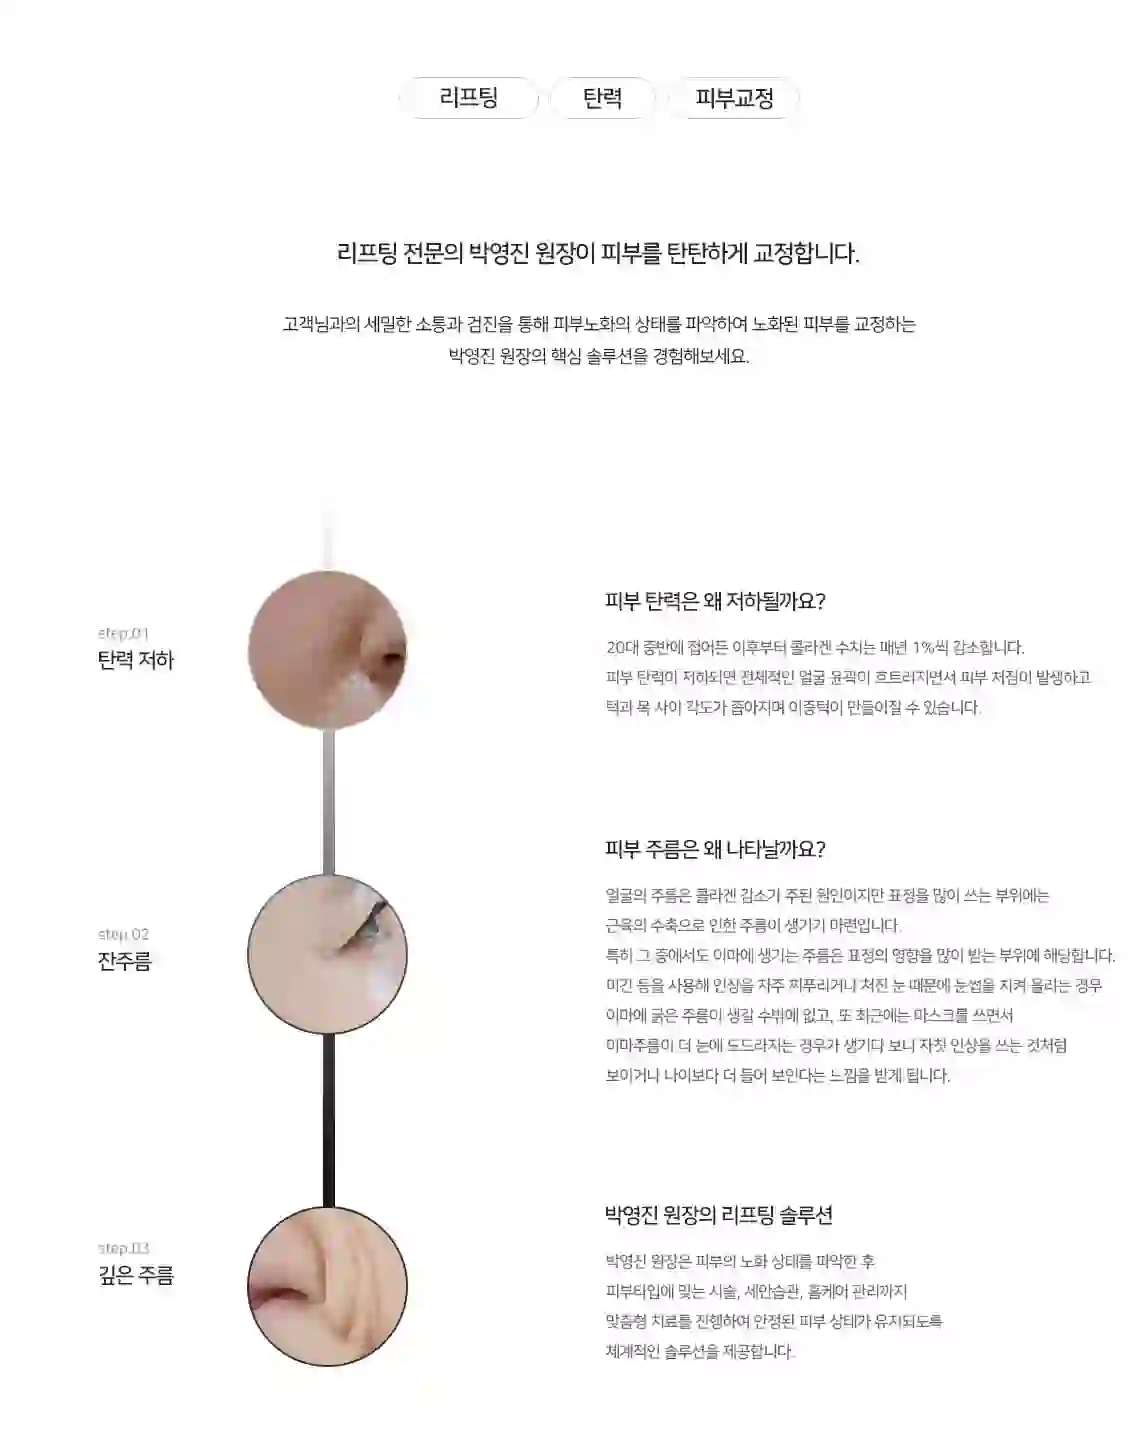 리프팅
탄력
피부교정
리프팅 전문의 박영진 원장이 피부를 탄탄하게 교정합니다.
고객님과의 세밀한 소통과 검진을 통해 피부노화의 상태를 파악하여 노화된 피부를 교정하는
박영진 원장의 핵심 솔루션을 경험해보세요.
step.01
탄력 저하
피부 탄력은 왜 저하될까요?
20대 중반에 접어든 이후부터 콜라겐 수치는 매년 1%씩 감소합니다.
피부 탄력이 저하되면 전체적인 얼굴 윤곽이 흐트러지면서 피부 처짐이 발생하고
턱과 목 사이 각도가 좁아지며 이중턱이 만들어질 수 있습니다.
step.02
잔주름
피부 주름은 왜 나타날까요?
얼굴의 주름은 콜라겐 감소가 주된 원인이지만 표정을 많이 쓰는 부위에는
근육의 수축으로 인한 주름이 생기기 마련입니다.
특히 그 중에서도 이마에 생기는 주름은 표정의 영향을 많이 받는 부위에 해당합니다.
미간 등을 사용해 인상을 자주 찌푸리거나 처진 눈 때문에 눈썹을 치켜 올리는 경우
이마에 굵은 주름이 생길 수밖에 없고, 또 최근에는 마스크를 쓰면서
이마주름이 더 눈에 도드라지는 경우가 생기다 보니 자칫 인상을 쓰는 것처럼
보이거나 나이보다 더 들어 보인다는 느낌을 받게 됩니다.
step.03
깊은 주름
박영진 원장의 리프팅 솔루션
박영진 원장은 피부의 노화 상태를 파악한 후
피부타입에 맞는 시술, 세안습관, 홈케어 관리까지
맞춤형 치료를 진행하여 안정된 피부 상태가 유지되도록
체계적인 솔루션을 제공합니다.